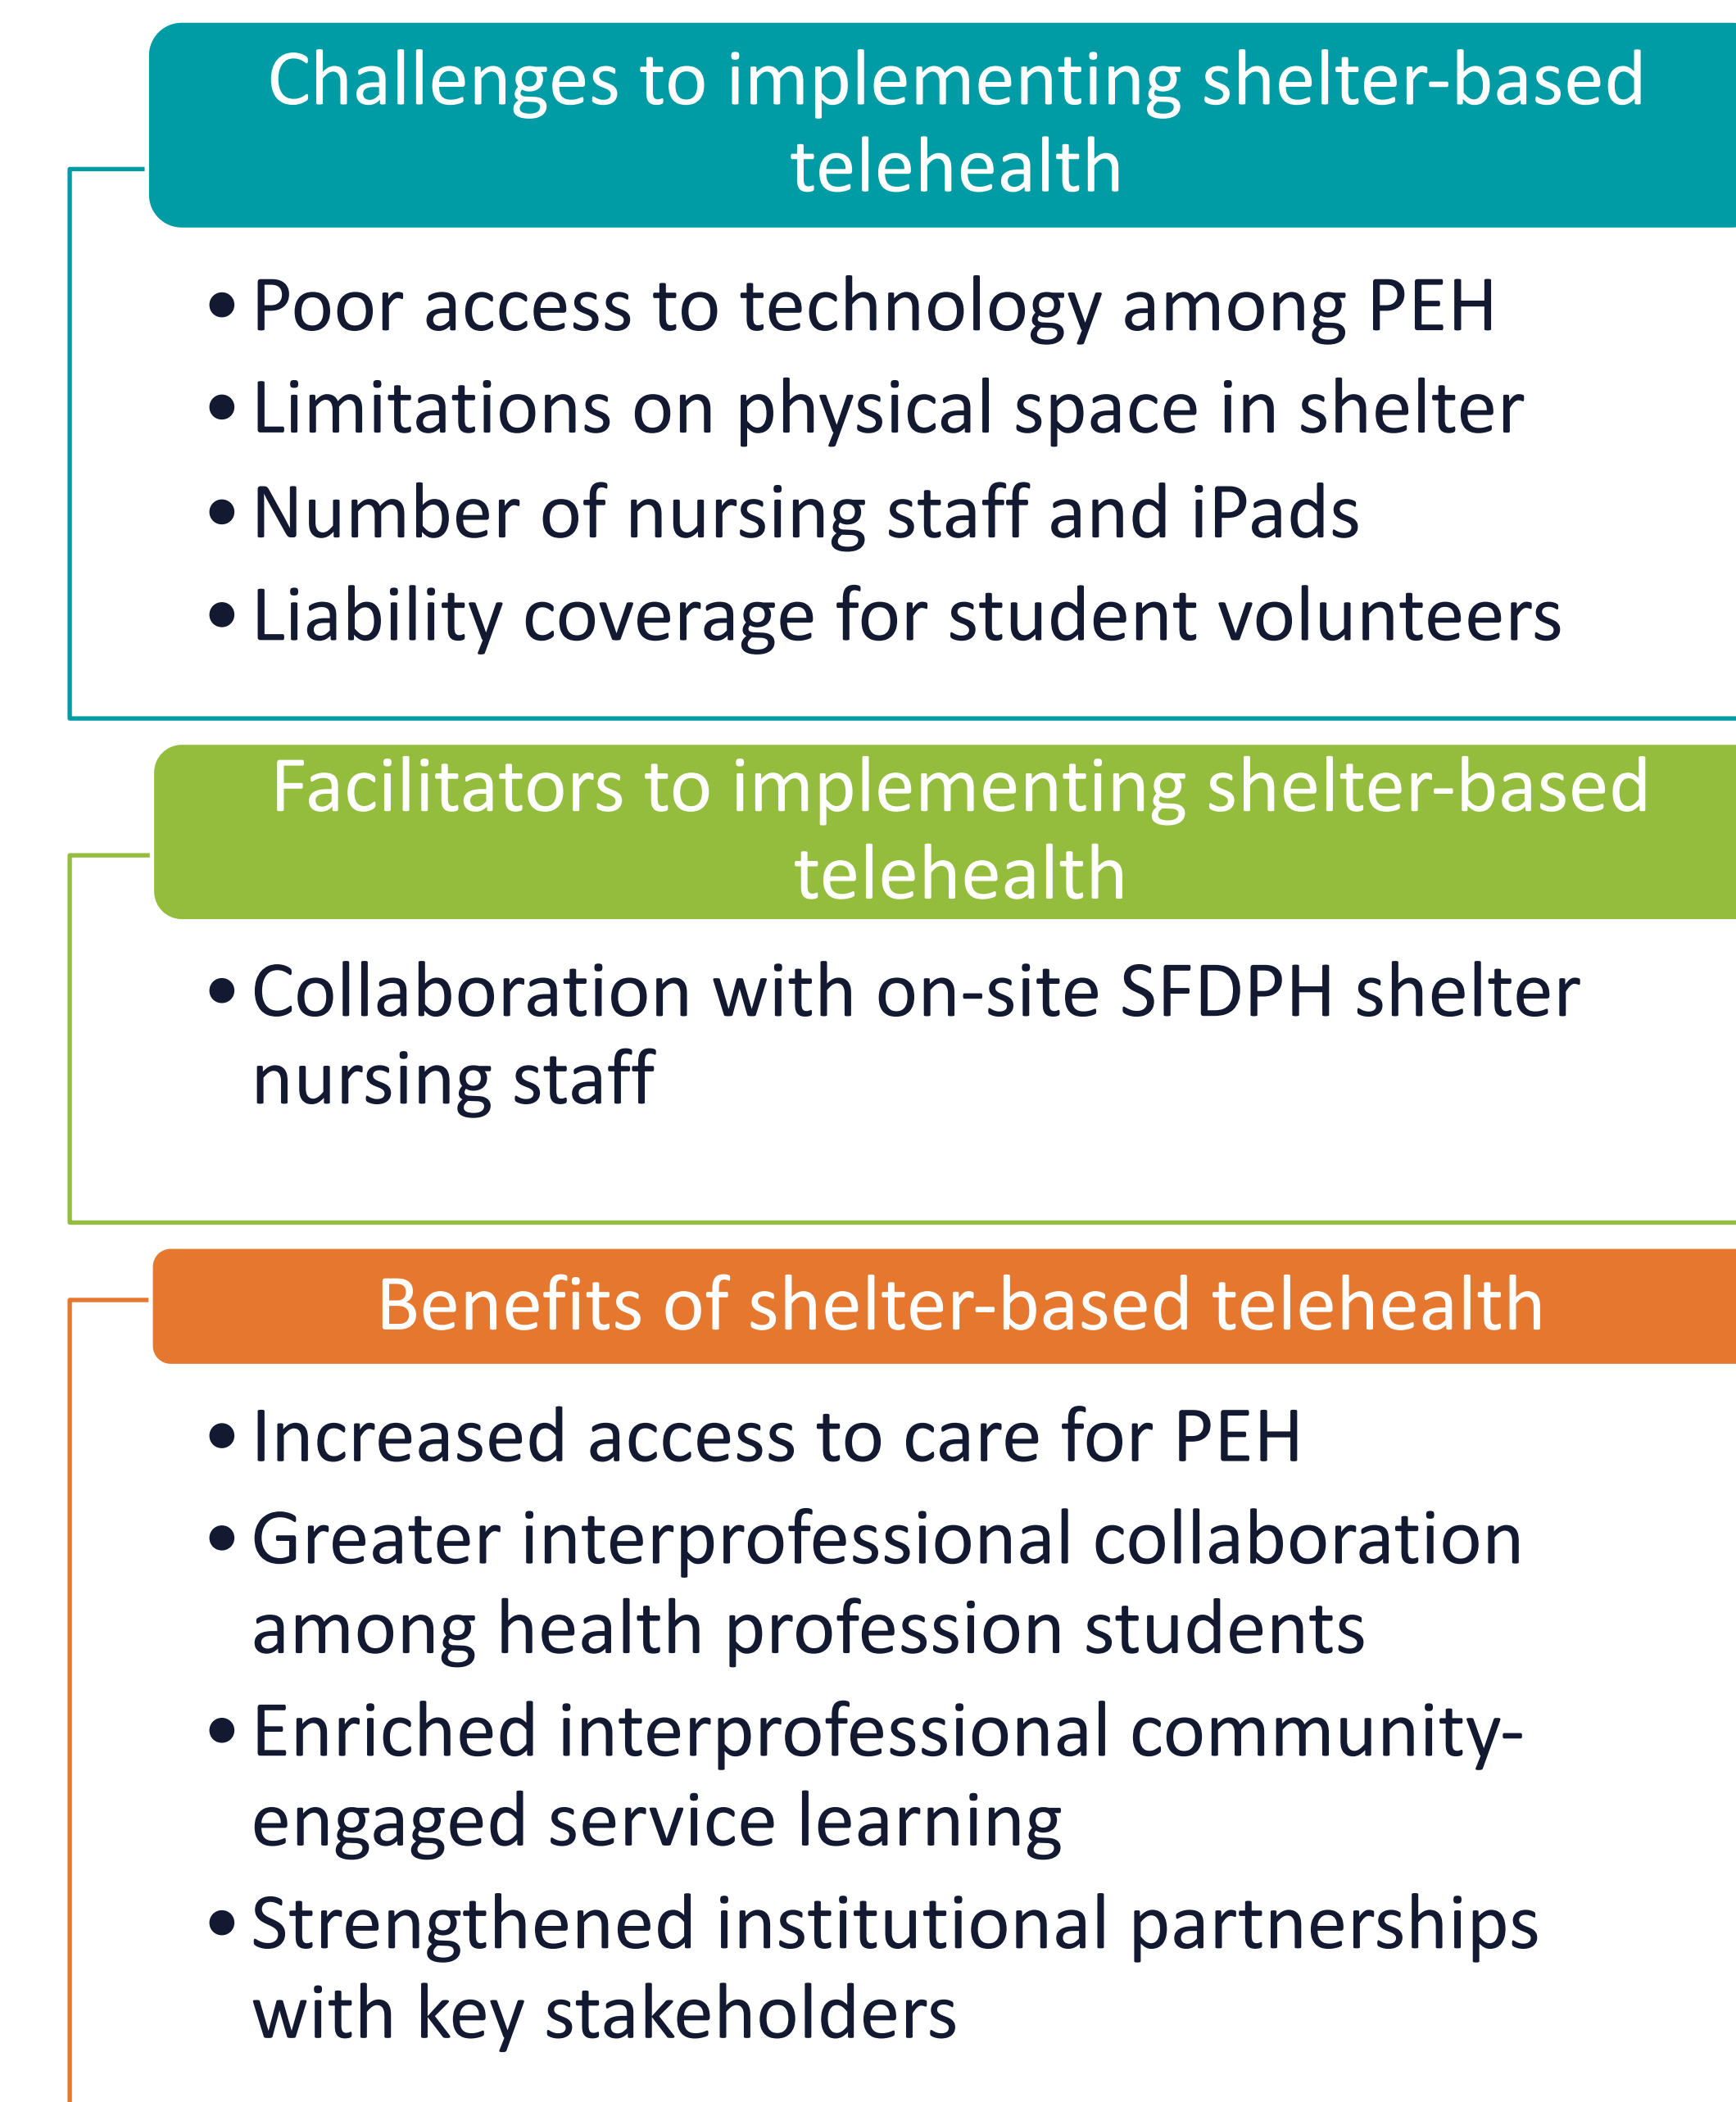 Challenges to implementing shelter-based
telehealth
• Poor access to technology among PEH
• Limitations on physical space in shelter
• Number of nursing staff and iPads
• Liability coverage for student volunteers
Facilitators to implementing shelter-based
telehealth
• Collaboration with on-site SFDPH shelter
nursing staff
Benefits of shelter-based telehealth
• Increased access to care for PEH
• Greater interprofessional collaboration
among health profession students
• Enriched interprofessional community-
engaged service learning
• Strengthened institutional partnerships
with key stakeholders